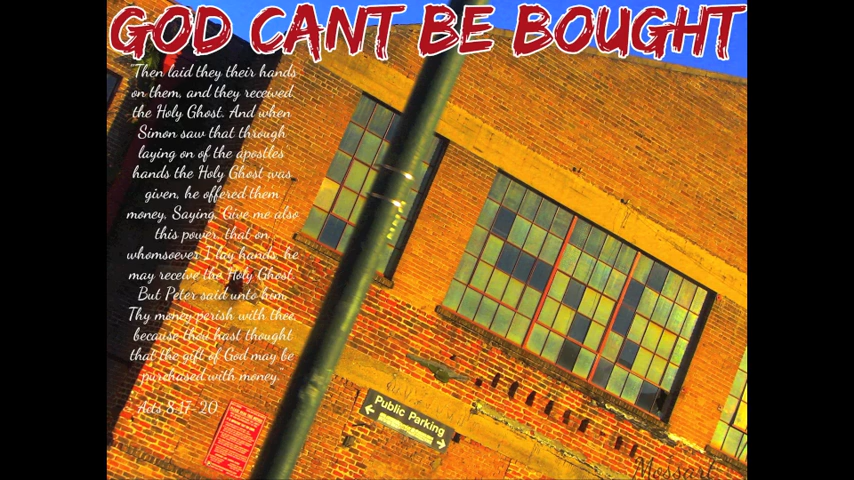 GOD CANT BE BOUGHT
"Then laid they their hands
on them, and they received
the Holy Ghost. And when
Simon saw that through
laying on of the apostles'
hands the Holy Ghost was
given, he offered them
money, Saying, Give me also
this power, that on
whomsoever I lay hands, he
may receive the Holy Ghost.
But Peter said unto him,
Thy money perish with thee,
because thou hast thought
that the gift of God may be
purchased with money."
Acts 8:17-20
Public Parking
Mossart